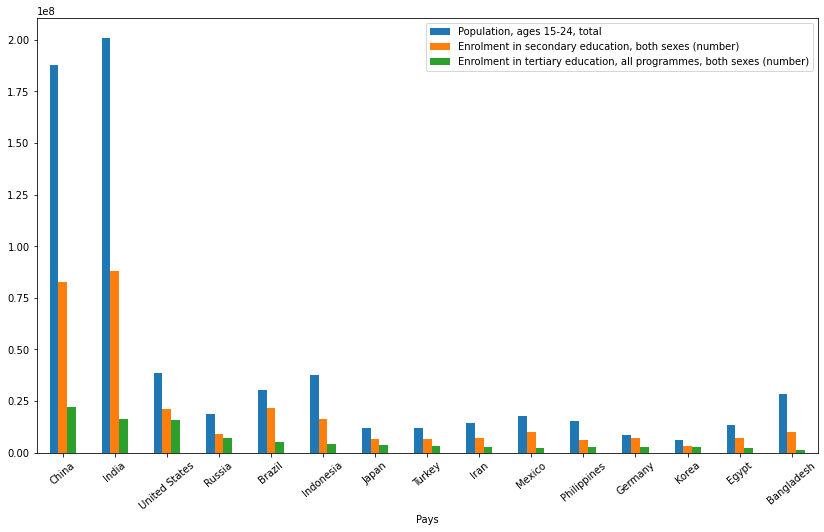 1e8
Population, ages 15-24, total
Enrolment in secondary education, both sexes (number)
Enrolment in tertiary education, all programmes, both sexes (number)
2.00
1.75
1.50
1.25
1.00
0.75
0.50
0.25
0.00
China
India
United States
Russia
Brazil
Indonesia
Japan
Turkey
Iran
Mexico
Philippines
Germany
Korea
Egypt
Bangladesh
Pays